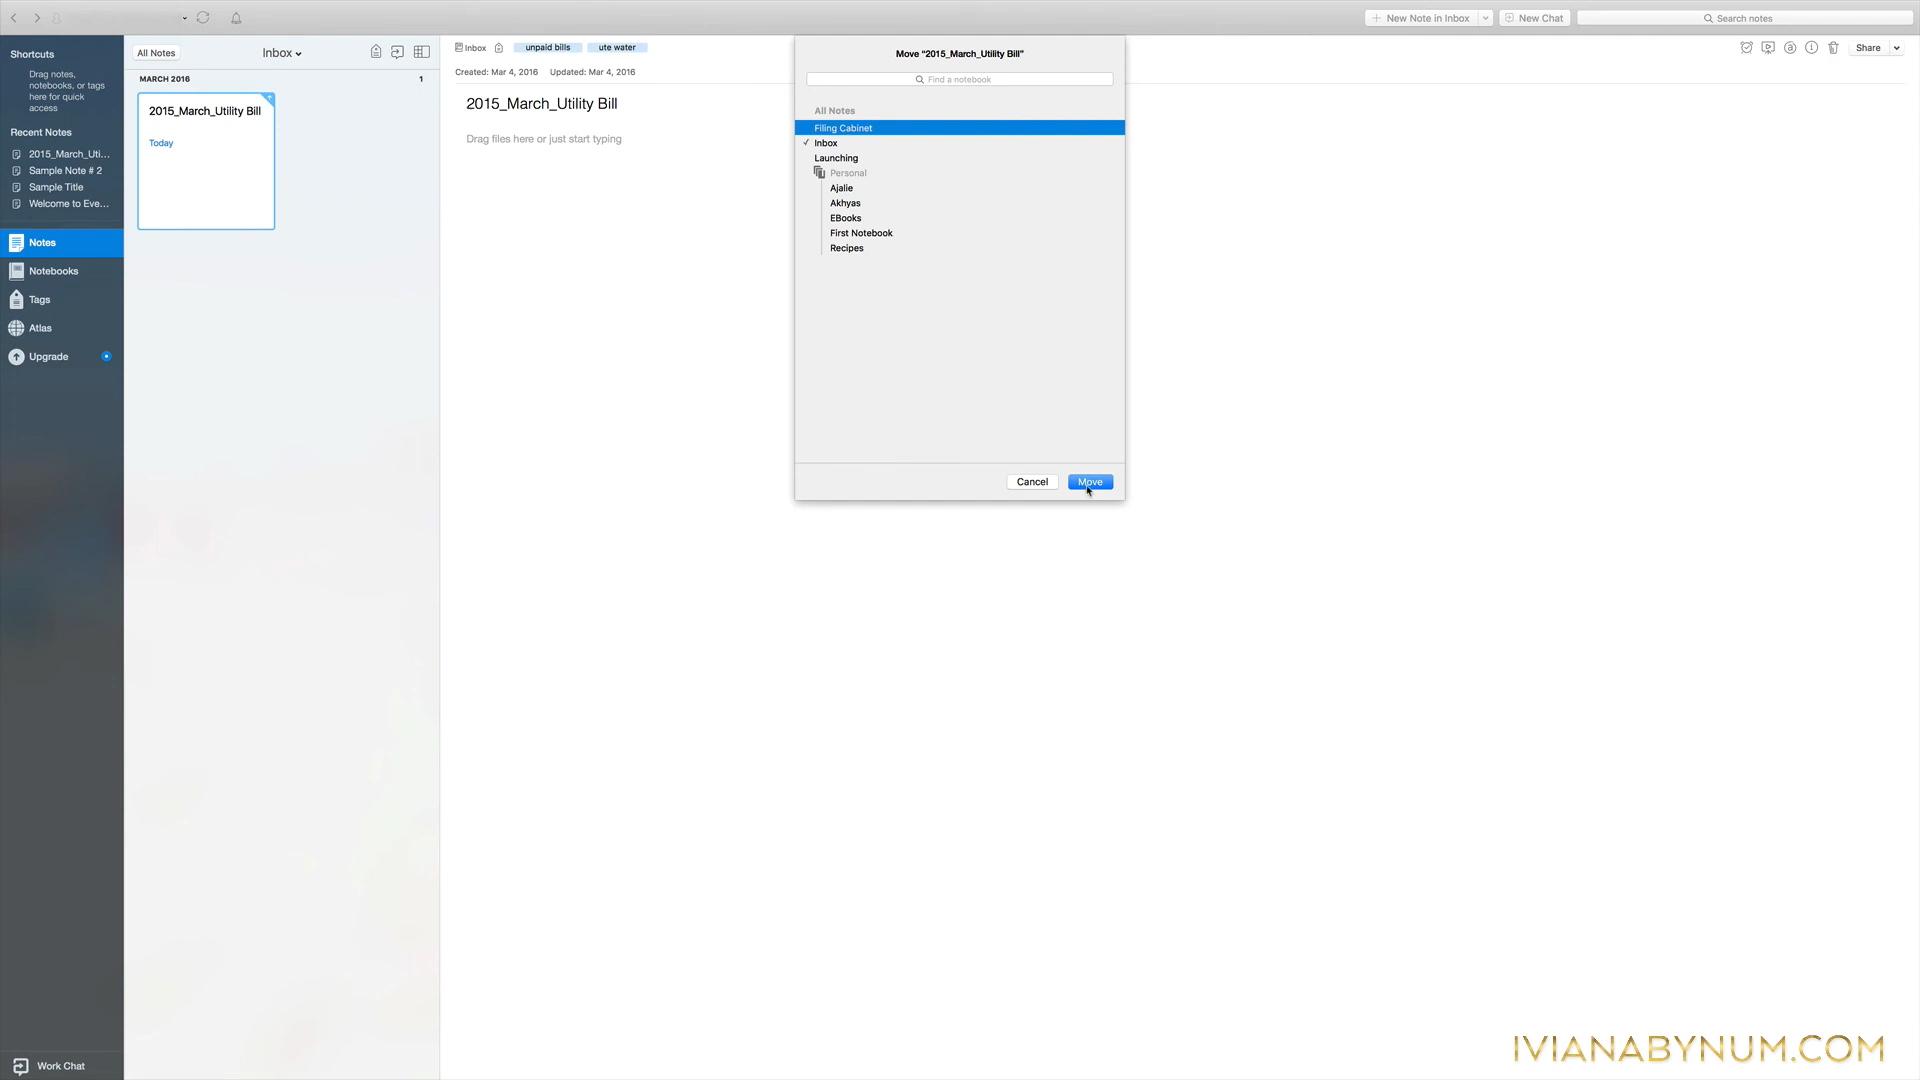 New Note in Inbox
New Chat
Search notes
Shortcuts
Drag notes,
notebooks, or tags
here for quick
access
Recent Notes
2015_March_Uti...
Sample Note # 2
Sample Title
Welcome to Eve...
Notes
Notebooks
Tags
Atlas
Upgrade
Work Chat
All Notes
Inbox
MARCH 2016 1
2015_March_Utility Bill
Today
Inbox unpaid bills ute water
Created: Mar 4, 2016 Updated: Mar 4, 2016
2015_March_Utility Bill
Drag files here or just start typing
Share
Move “2015_March_Utility Bill”
Find a notebook
All Notes
Filing Cabinet
✓ Inbox
Launching
Personal
Ajalie
Akhyas
EBooks
First Notebook
Recipes
Cancel
Move
IVIANABYNUM.COM